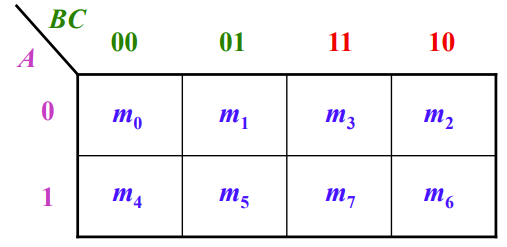 BC
A
00 01 11 10
0 m₀ m₁ m₃ m₂
1 m₄ m₅ m₇ m₆